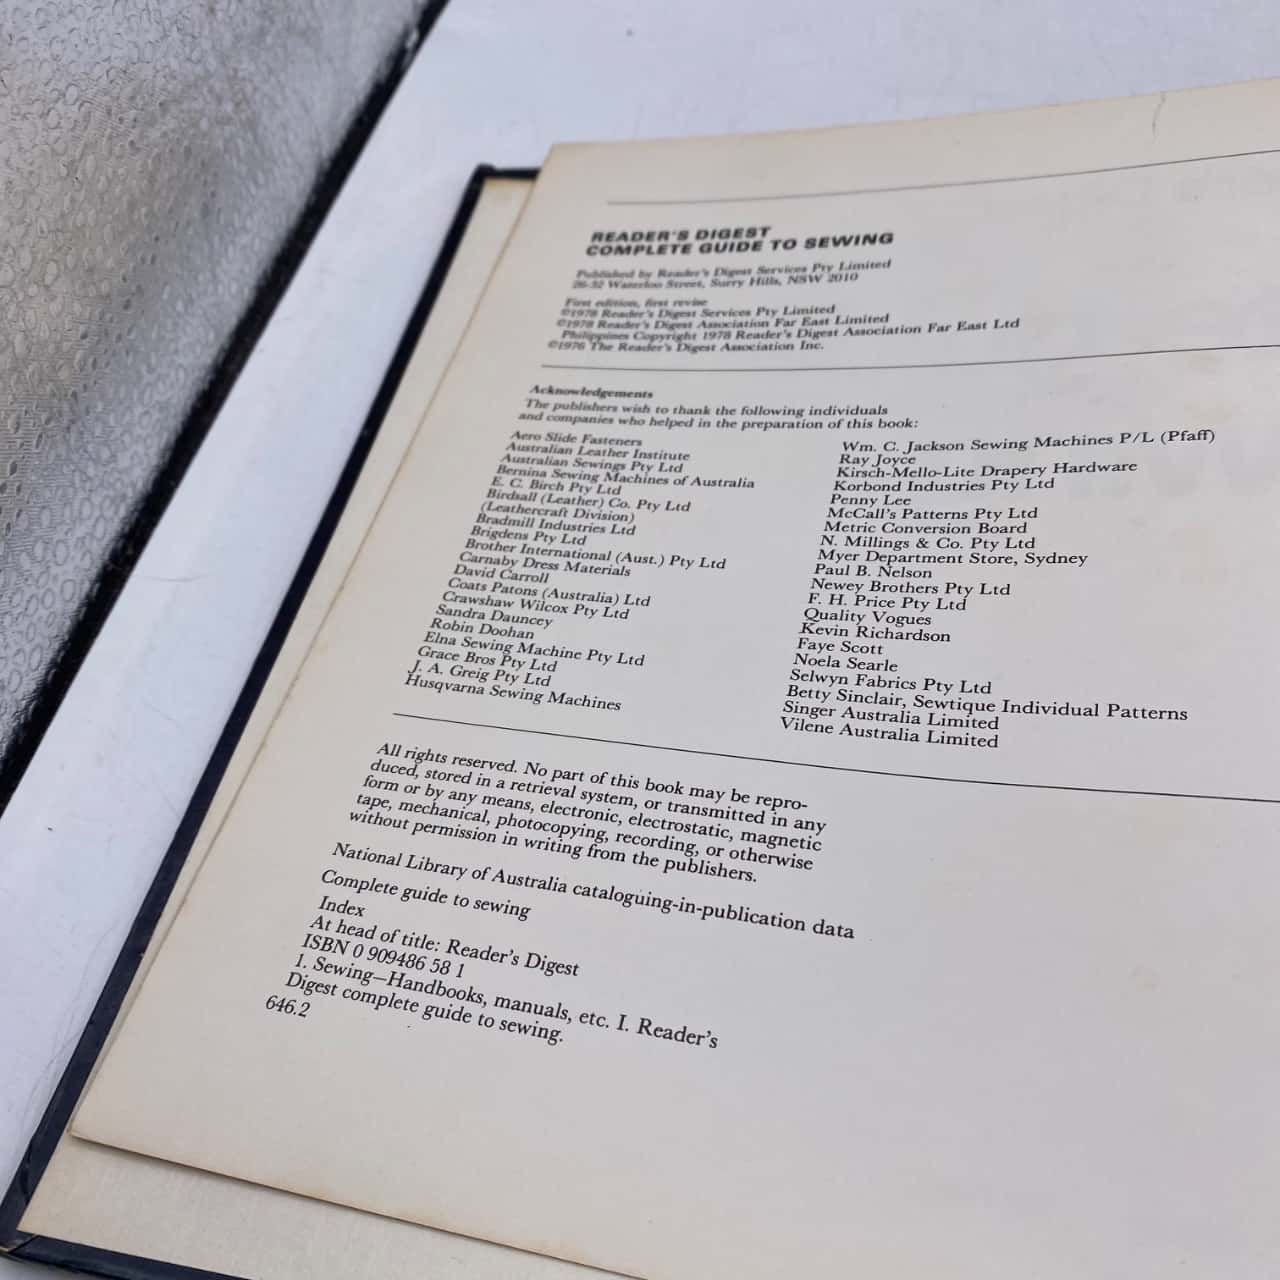 READER'S DIGEST
COMPLETE GUIDE TO SEWING
Published by Reader's Digest Services Pty Limited
26-32 Waterloo Street, Surry Hills, NSW 2010
First edition, first revise
©1978 Reader's Digest Services Pty Limited
©1978 Reader's Digest Association Far East Limited
Philippines Copyright 1978 Reader's Digest Association Far East Ltd
©1976 The Reader's Digest Association Inc.
Acknowledgements
The publishers wish to thank the following individuals
and companies who helped in the preparation of this book:
Aero Slide Fasteners
Australian Leather Institute
Australian Sewings Pty Ltd
Bernina Sewing Machines of Australia
E. C. Birch Pty Ltd
Birdsall (Leather) Co. Pty Ltd
(Leathercraft Division)
Bradmill Industries Ltd
Brigdens Pty Ltd
Brother International (Aust.) Pty Ltd
Carnaby Dress Materials
David Carroll
Coats Patons (Australia) Ltd
Crawshaw Wilcox Pty Ltd
Sandra Dauncey
Robin Doohan
Elna Sewing Machine Pty Ltd
Grace Bros Pty Ltd
J. A. Greig Pty Ltd
Husqvarna Sewing Machines
Wm. C. Jackson Sewing Machines P/L (Pfaff)
Ray Joyce
Kirsch-Mello-Lite Drapery Hardware
Korbond Industries Pty Ltd
Penny Lee
McCall's Patterns Pty Ltd
Metric Conversion Board
N. Millings & Co. Pty Ltd
Myer Department Store, Sydney
Paul B. Nelson
Newey Brothers Pty Ltd
F. H. Price Pty Ltd
Quality Vogues
Kevin Richardson
Faye Scott
Noela Searle
Selwyn Fabrics Pty Ltd
Betty Sinclair, Sewtique Individual Patterns
Singer Australia Limited
Vilene Australia Limited
All rights reserved. No part of this book may be repro-
duced, stored in a retrieval system, or transmitted in any
form or by any means, electronic, electrostatic, magnetic
tape, mechanical, photocopying, recording, or otherwise
without permission in writing from the publishers.
National Library of Australia cataloguing-in-publication data
Complete guide to sewing
Index
At head of title: Reader's Digest
ISBN 0 909486 58 1
1. Sewing—Handbooks, manuals, etc. I. Reader's
Digest complete guide to sewing.
646.2